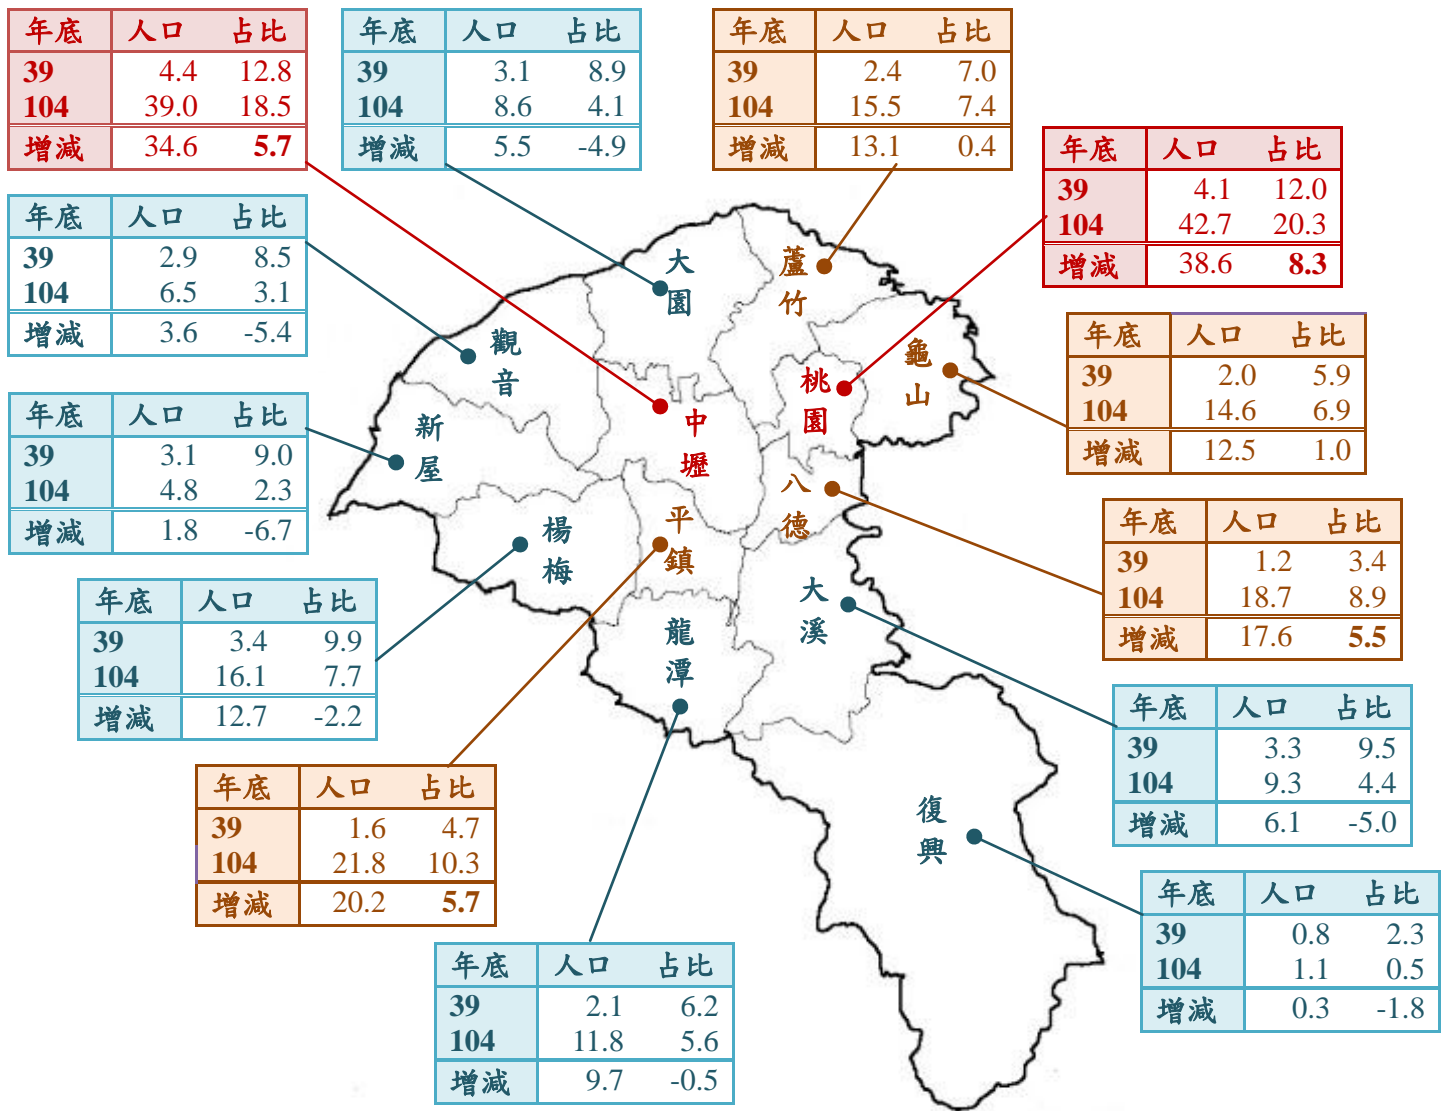 年底 人口 占比
39 4.4 12.8
104 39.0 18.5
增減 34.6 5.7
年底 人口 占比
39 3.1 8.9
104 8.6 4.1
增減 5.5 -4.9
年底 人口 占比
39 2.4 7.0
104 15.5 7.4
增減 13.1 0.4
年底 人口 占比
39 4.1 12.0
104 42.7 20.3
增減 38.6 8.3
年底 人口 占比
39 2.9 8.5
104 6.5 3.1
增減 3.6 -5.4
年底 人口 占比
39 2.0 5.9
104 14.6 6.9
增減 12.5 1.0
年底 人口 占比
39 3.1 9.0
104 4.8 2.3
增減 1.8 -6.7
年底 人口 占比
39 1.2 3.4
104 18.7 8.9
增減 17.6 5.5
年底 人口 占比
39 3.4 9.9
104 16.1 7.7
增減 12.7 -2.2
年底 人口 占比
39 3.3 9.5
104 9.3 4.4
增減 6.1 -5.0
年底 人口 占比
39 1.6 4.7
104 21.8 10.3
增減 20.2 5.7
年底 人口 占比
39 0.8 2.3
104 1.1 0.5
增減 0.3 -1.8
年底 人口 占比
39 2.1 6.2
104 11.8 5.6
增減 9.7 -0.5
大園
蘆竹
觀音
龜山
桃園
中壢
新屋
八德
平鎮
楊梅
大溪
龍潭
復興